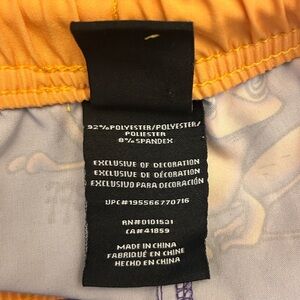 92%POLYESTER/POLYESTER/
POLIESTER
8%SPANDEX
EXCLUSIVE OF DECORATION
EXCLUSIVE DE DÉCORATION
EXCLUSIVO PARA DECORACIÓN
UPC#195566770716
RN#0101531
CA#41859
MADE IN CHINA
FABRIQUÉ EN CHINE
HECHO EN CHINA